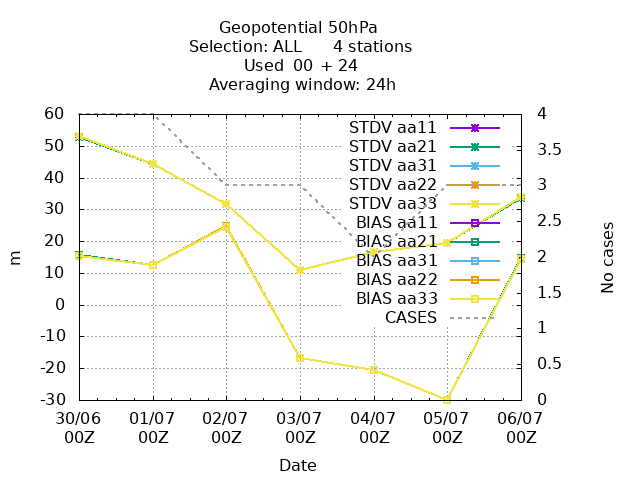 Geopotential 50hPa
Selection: ALL      4 stations
Used  00  + 24
Averaging window: 24h
60
50
40
30
20
10
0
-10
-20
-30
m
4
3.5
3
2.5
2
1.5
1
0.5
0
No cases
STDV aa11
STDV aa21
STDV aa31
STDV aa22
STDV aa33
BIAS aa11
BIAS aa21
BIAS aa31
BIAS aa22
BIAS aa33
CASES
30/06 01/07 02/07 03/07 04/07 05/07 06/07
00Z 00Z 00Z 00Z 00Z 00Z 00Z
Date